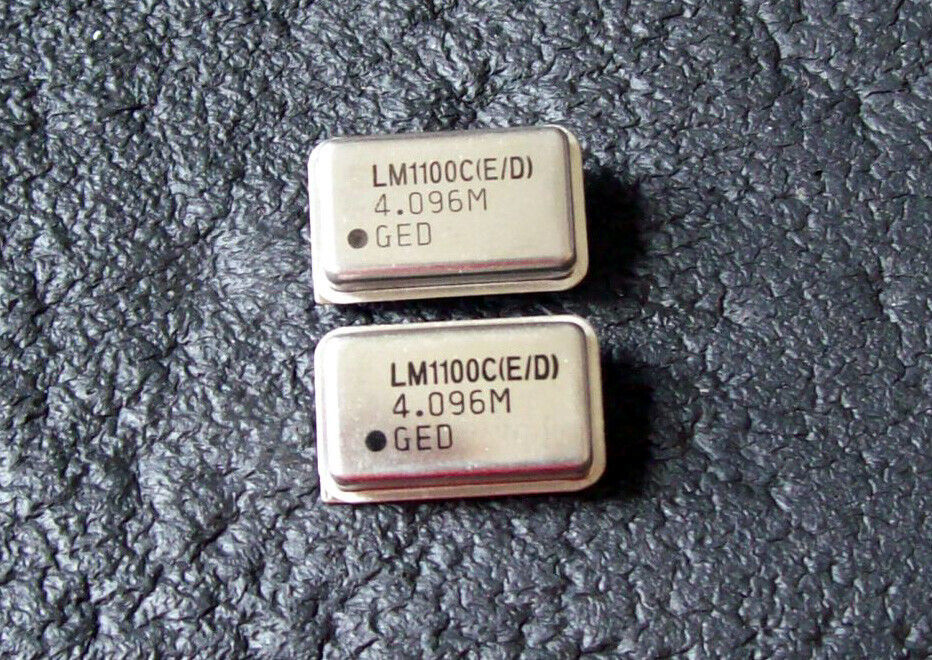 LM1100C(E/D)
4.096M
GED
LM1100C(E/D)
4.096M
GED